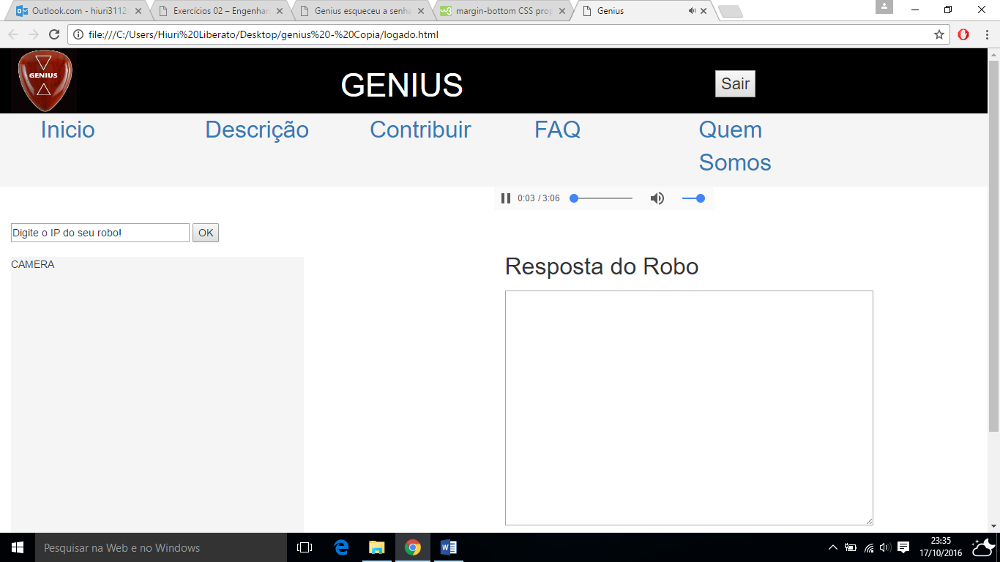 Outlook.com - hiuri3112
Exercícios 02 – Engenhar
Genius esqueceu a senha
w3 margin-bottom CSS prop
Genius
file:///C:/Users/Hiuri%20Liberato/Desktop/genius%20-%20Copia/logado.html
GENIUS
GENIUS
Sair
Inicio Descrição Contribuir FAQ Quem
Somos
0:03 / 3:06
Digite o IP do seu robo! OK
CAMERA
Resposta do Robo
Pesquisar na Web e no Windows
23:35
17/10/2016